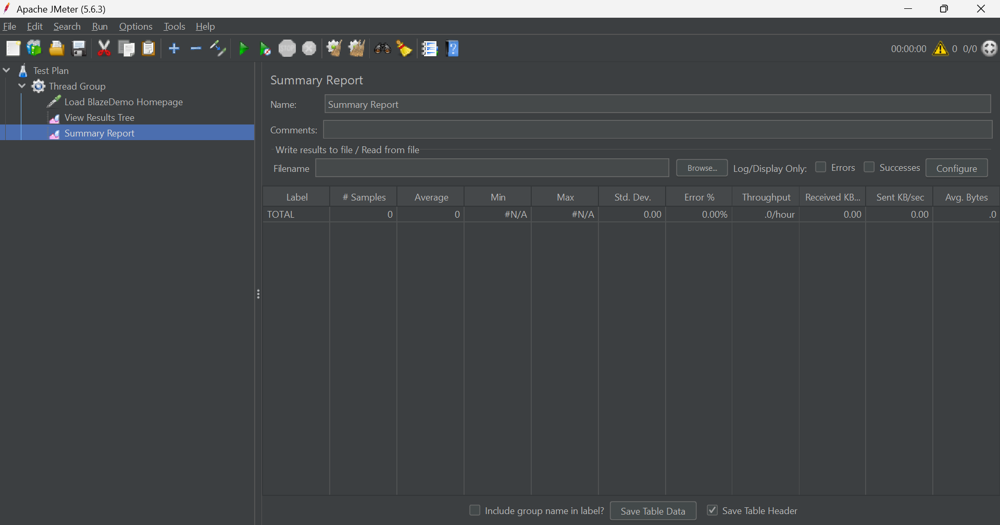 Apache JMeter (5.6.3)
File Edit Search Run Options Tools Help
STOP
00:00:00 0 0/0
Test Plan
Thread Group
Load BlazeDemo Homepage
View Results Tree
Summary Report
Summary Report
Name: Summary Report
Comments:
Write results to file / Read from file
Filename Browse... Log/Display Only: Errors Successes Configure
Label # Samples Average Min Max Std. Dev. Error % Throughput Received KB... Sent KB/sec Avg. Bytes
TOTAL 0 0 #N/A #N/A 0.00 0.00% .0/hour 0.00 0.00 .0
Include group name in label? Save Table Data Save Table Header